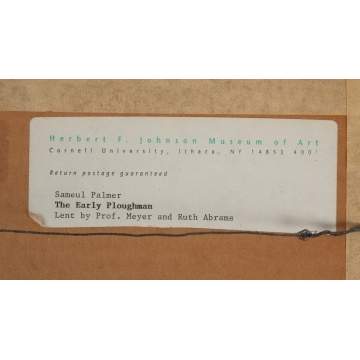 Herbert F. Johnson Museum of Art
Cornell University, Ithaca, NY 14853 4001
Return postage guaranteed
Sameul Palmer
The Early Ploughman
Lent by Prof. Meyer and Ruth Abrams